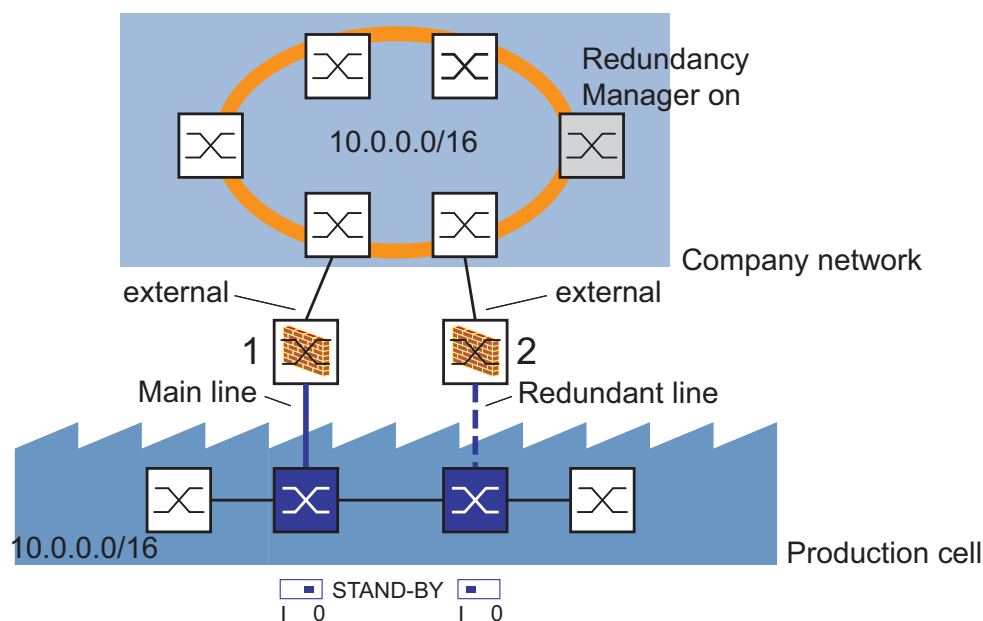 Redundancy
Manager on
10.0.0.0/16
Company network
external
external
1
2
Main line
Redundant line
10.0.0.0/16
Production cell
STAND-BY
I 0
I 0